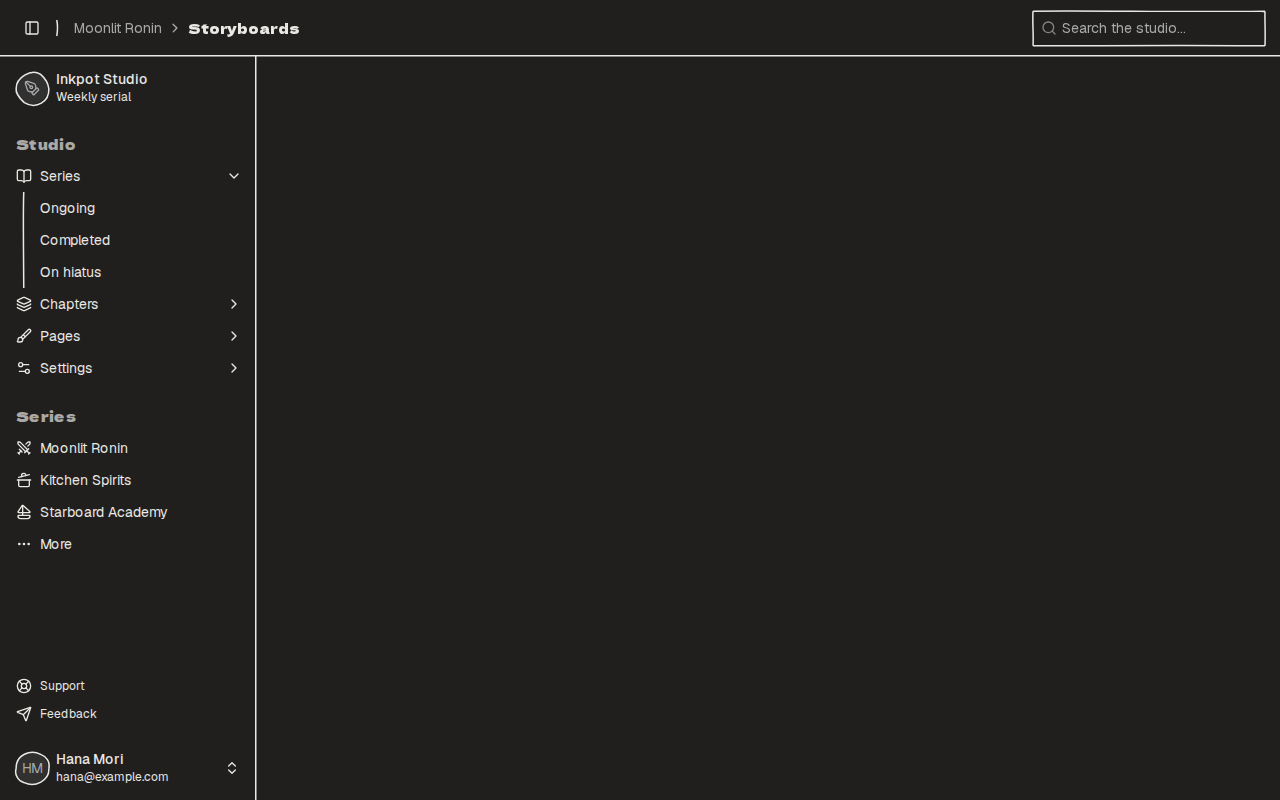 Moonlit Ronin
Storyboards
Search the studio...
Inkpot Studio
Weekly serial
Studio
Series
Ongoing
Completed
On hiatus
Chapters
Pages
Settings
Series
Moonlit Ronin
Kitchen Spirits
Starboard Academy
More
Support
Feedback
HM
Hana Mori
hana@example.com